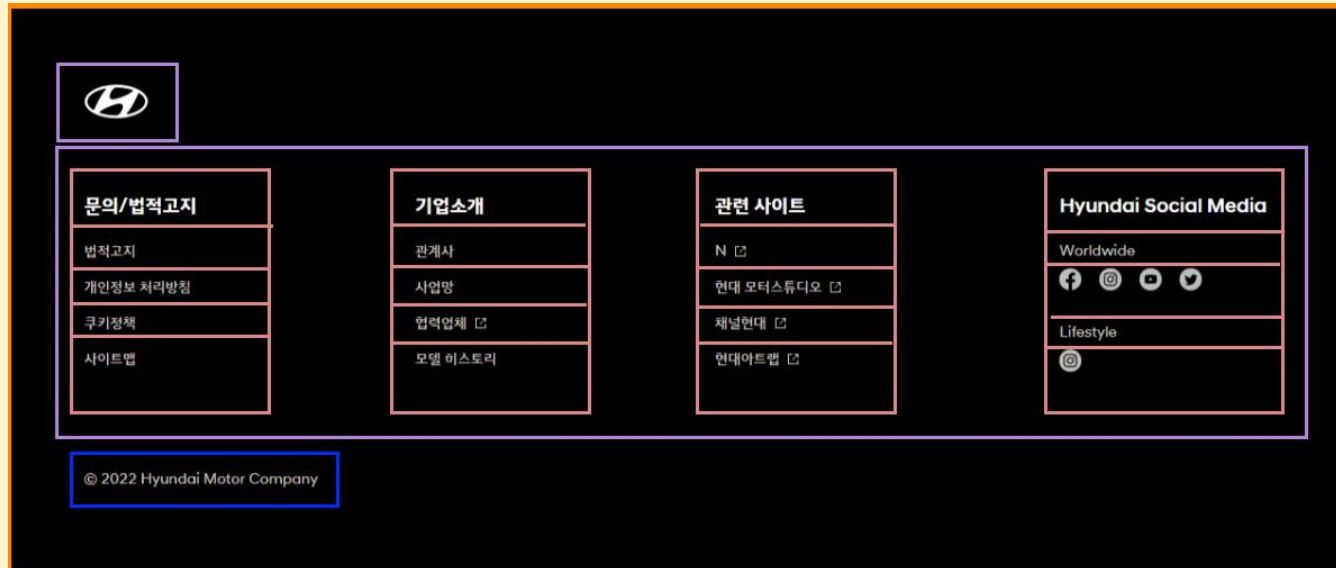 문의/법적고지
법적고지
개인정보 처리방침
쿠키정책
사이트맵
기업소개
관계사
사업망
협력업체
모델 히스토리
관련 사이트
N
현대 모터스튜디오
채널현대
현대아트랩
Hyundai Social Media
Worldwide
Lifestyle
© 2022 Hyundai Motor Company